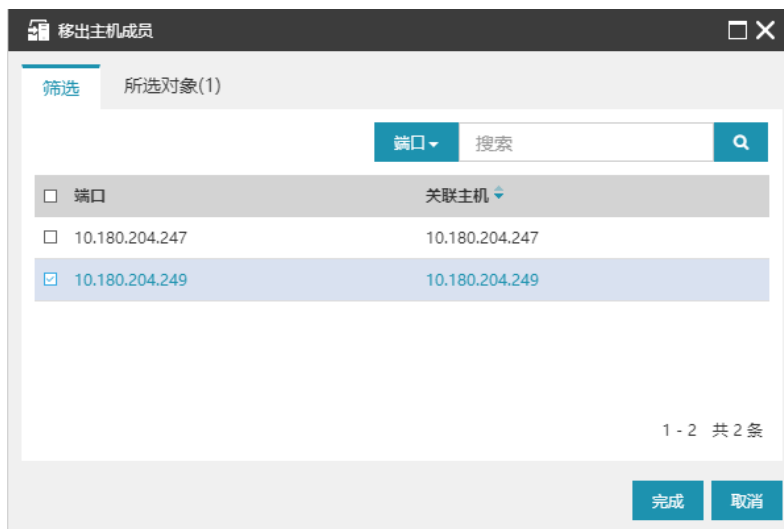 移出主机成员
筛选 所选对象(1)
端口 搜索
端口 关联主机
10.180.204.247 10.180.204.247
10.180.204.249 10.180.204.249
1 - 2 共 2 条
完成 取消